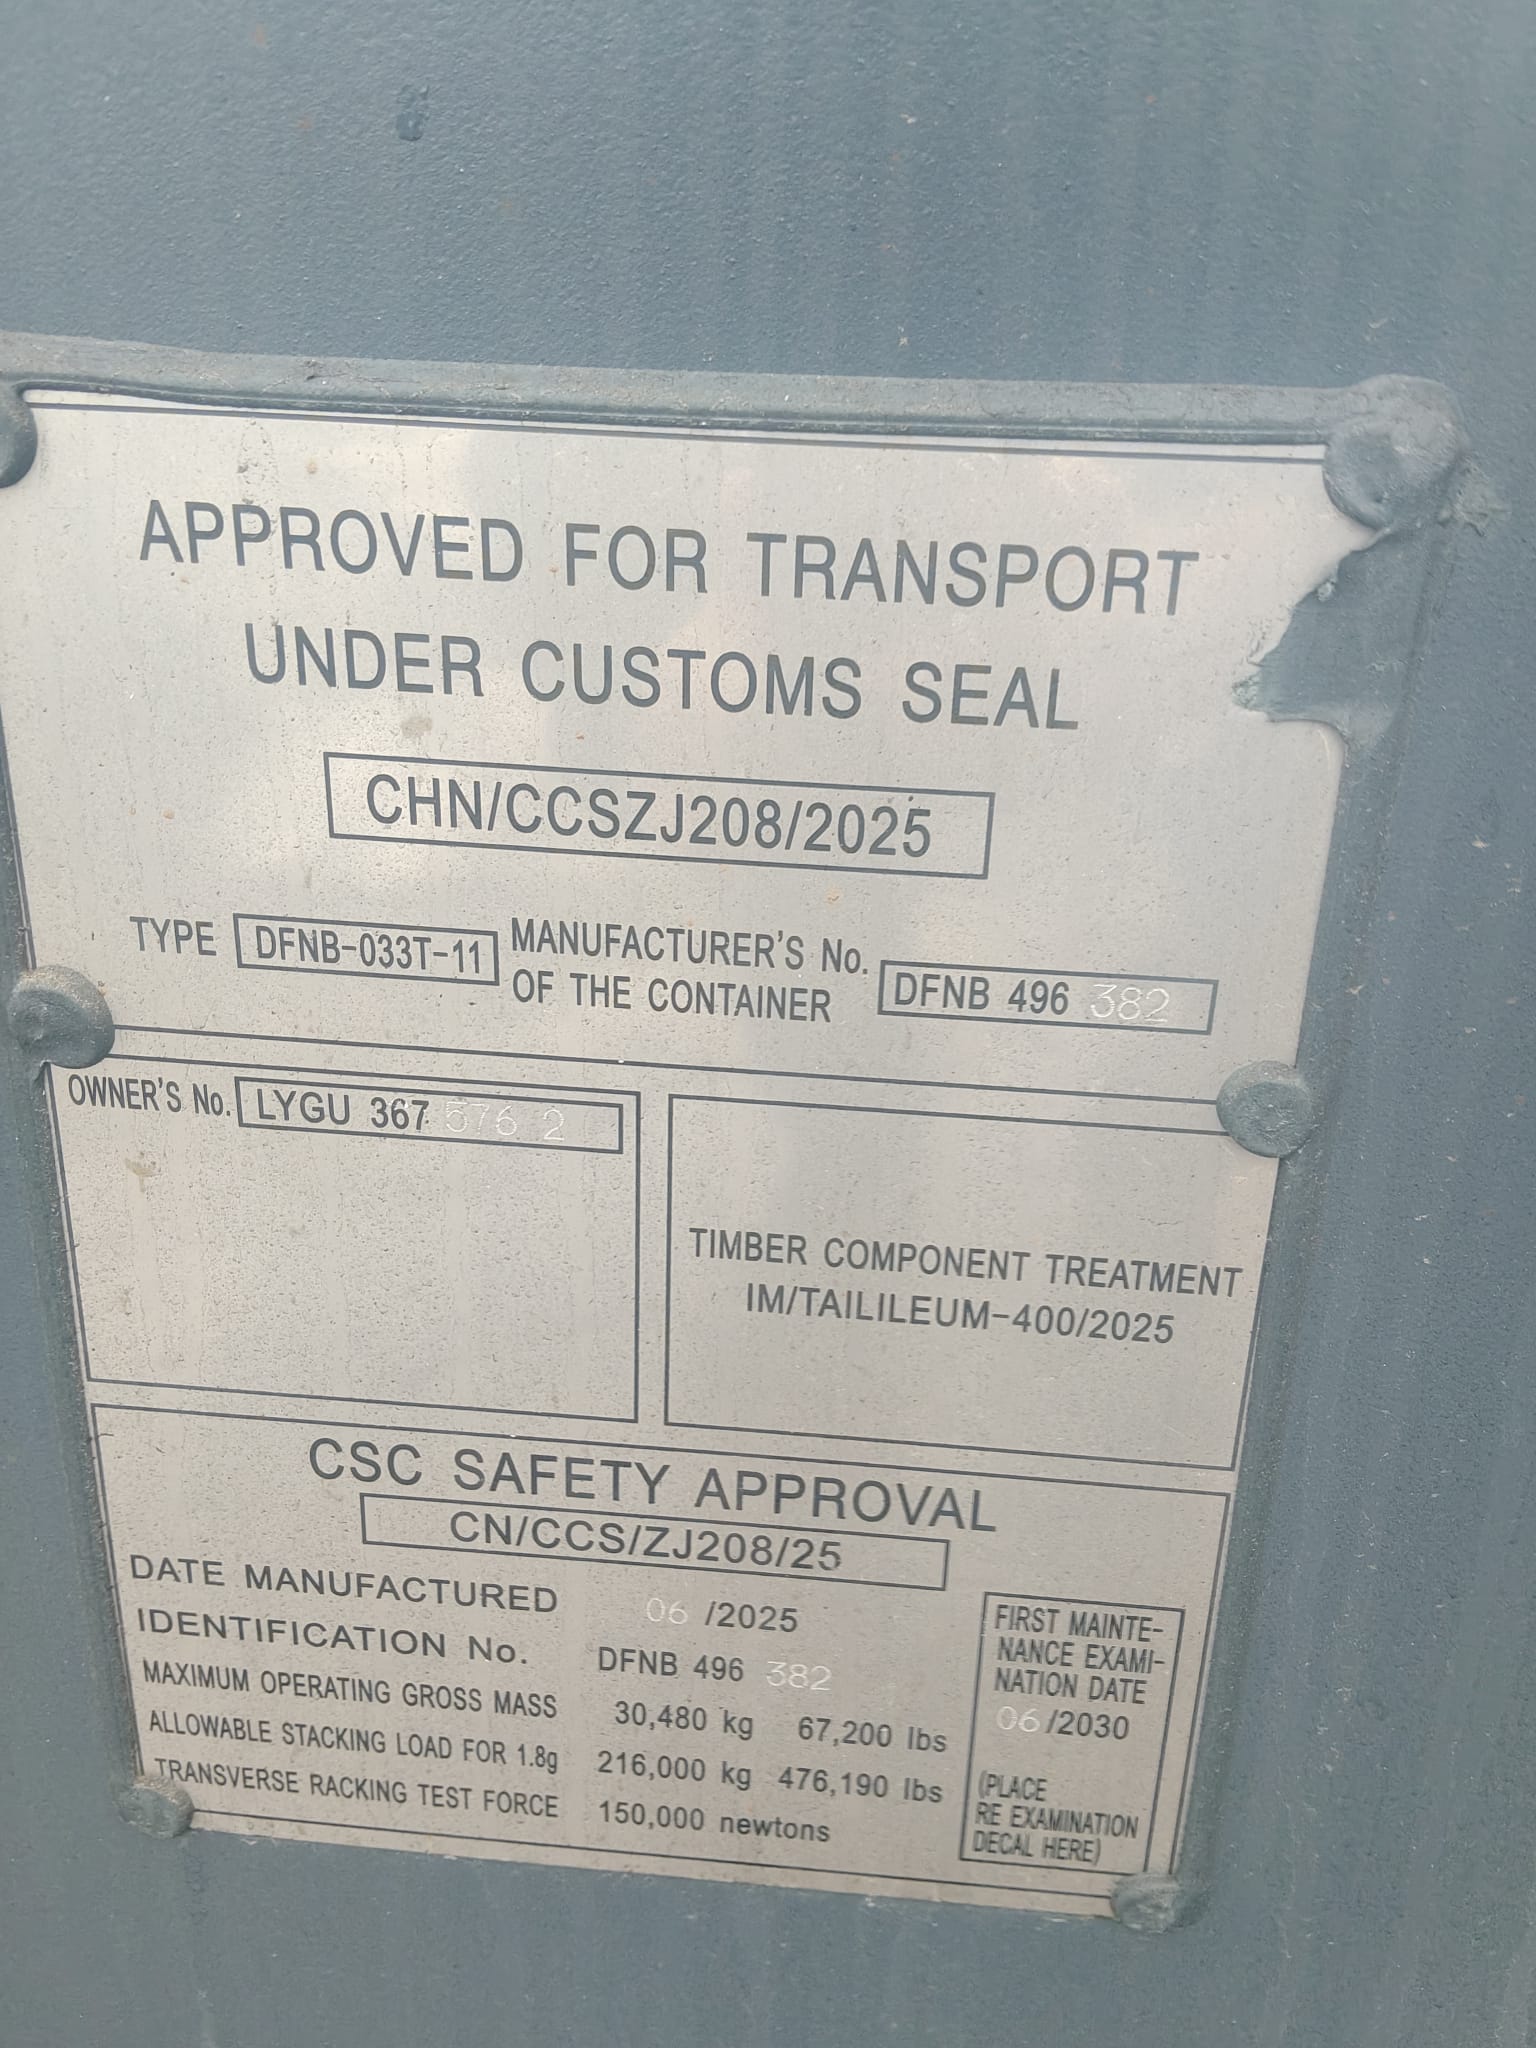 APPROVED FOR TRANSPORT
UNDER CUSTOMS SEAL
CHN/CCSZJ208/2025
TYPE DFNB-033T-11 MANUFACTURER'S No. OF THE CONTAINER DFNB 496 382
OWNER'S No. LYGU 367 576 2
TIMBER COMPONENT TREATMENT
IM/TAILILEUM-400/2025
CSC SAFETY APPROVAL
CN/CCS/ZJ208/25
DATE MANUFACTURED 06 /2025
IDENTIFICATION No. DFNB 496 382
MAXIMUM OPERATING GROSS MASS 30,480 kg 67,200 lbs
ALLOWABLE STACKING LOAD FOR 1.8g 216,000 kg 476,190 lbs
TRANSVERSE RACKING TEST FORCE 150,000 newtons
FIRST MAINTE-
NANCE EXAMI-
NATION DATE
06 /2030
(PLACE
RE EXAMINATION
DECAL HERE)